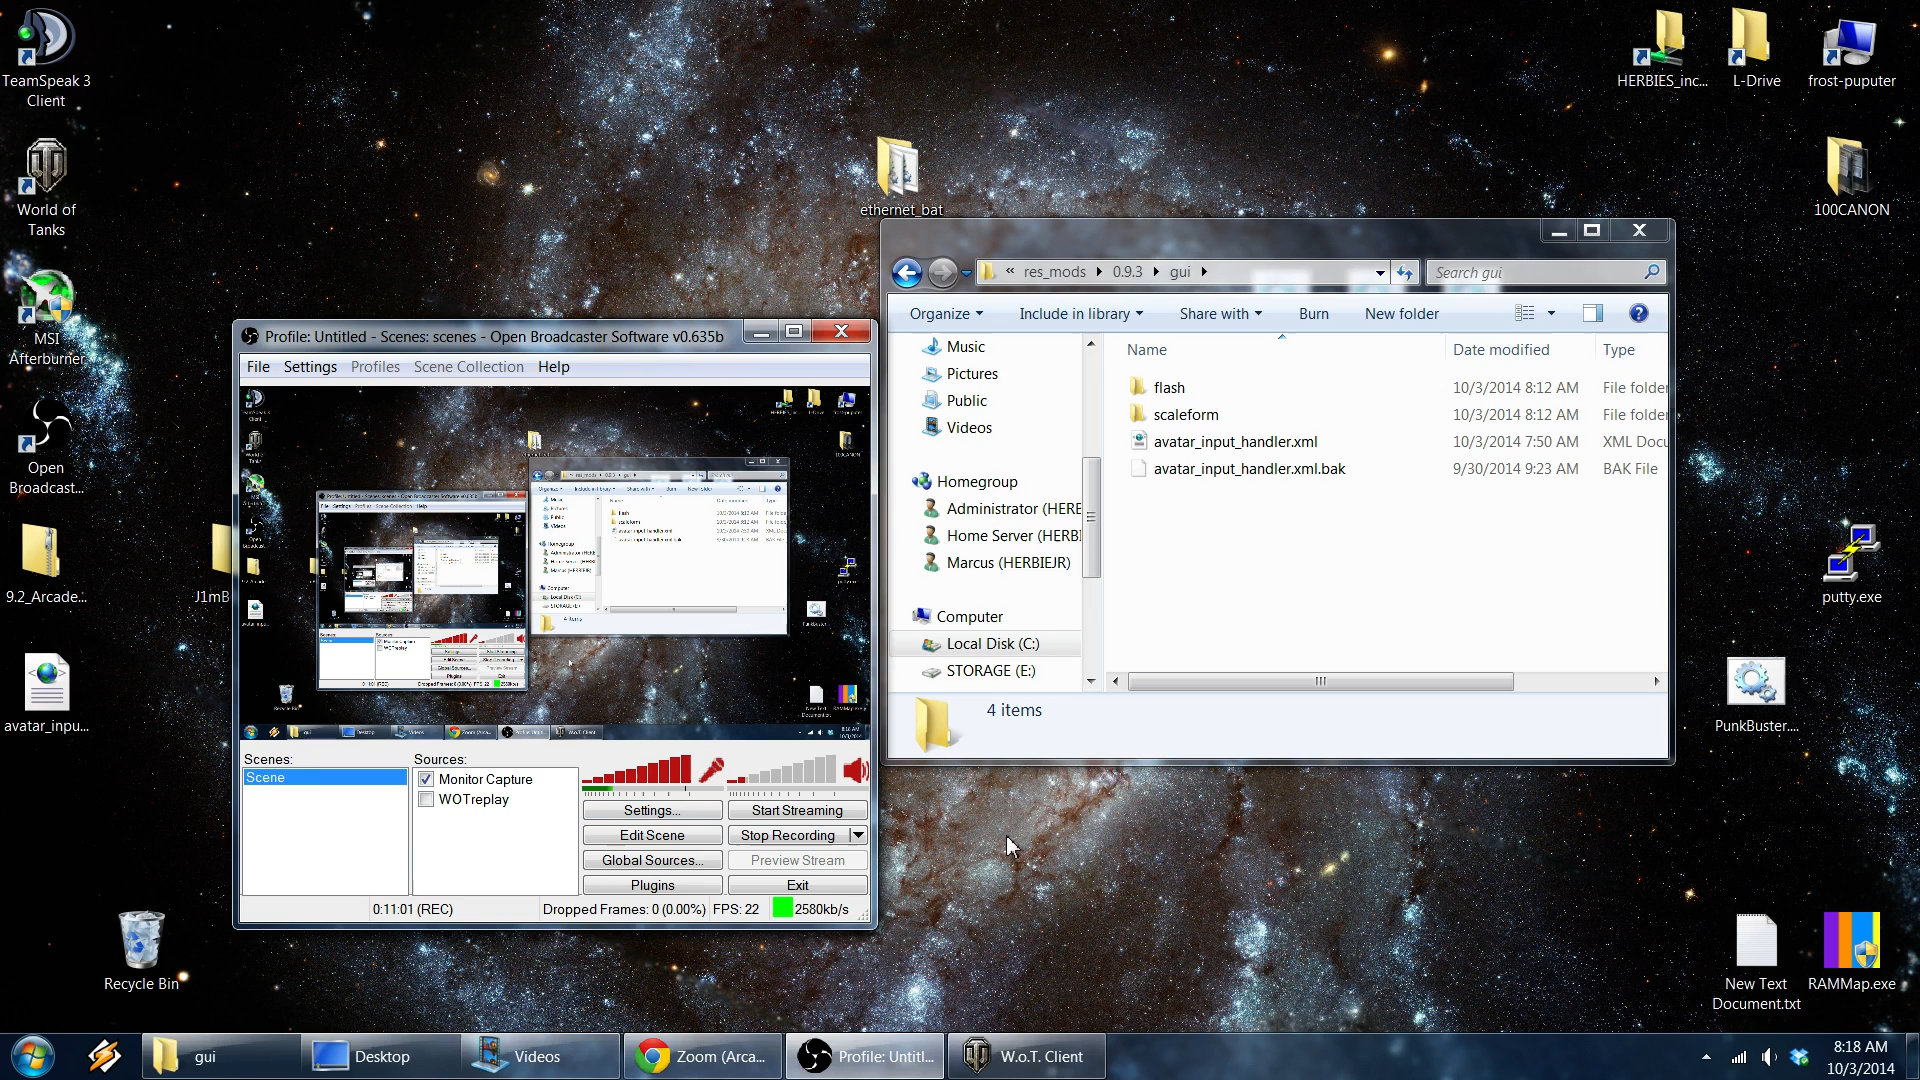 TeamSpeak 3
Client
World of
Tanks
MSI
Afterburner
Open
Broadcast...
9.2_Arcade...
avatar_inpu...
J1mB
Recycle Bin
ethernet_bat
HERBIES_inc...
L-Drive
frost-puputer
100CANON
putty.exe
PunkBuster....
New Text
Document.txt
RAMMap.exe
« res_mods 0.9.3 gui
Search gui
Organize Include in library Share with Burn New folder
Name Date modified Type
Music
Pictures
Public
Videos
Homegroup
Administrator (HERB
Home Server (HERBI
Marcus (HERBIEJR)
Computer
Local Disk (C:)
STORAGE (E:)
flash 10/3/2014 8:12 AM File folder
scaleform 10/3/2014 8:12 AM File folder
avatar_input_handler.xml 10/3/2014 7:50 AM XML Docu
avatar_input_handler.xml.bak 9/30/2014 9:23 AM BAK File
4 items
Profile: Untitled - Scenes: scenes - Open Broadcaster Software v0.635b
File Settings Profiles Scene Collection Help
Scenes:
Scene
Sources:
Monitor Capture
WOTreplay
Settings... Start Streaming
Edit Scene Stop Recording
Global Sources... Preview Stream
Plugins Exit
0:11:01 (REC) Dropped Frames: 0 (0.00%) FPS: 22 2580kb/s
gui
Desktop
Videos
Zoom (Arca...
Profile: Untitl...
W.o.T. Client
8:18 AM
10/3/2014